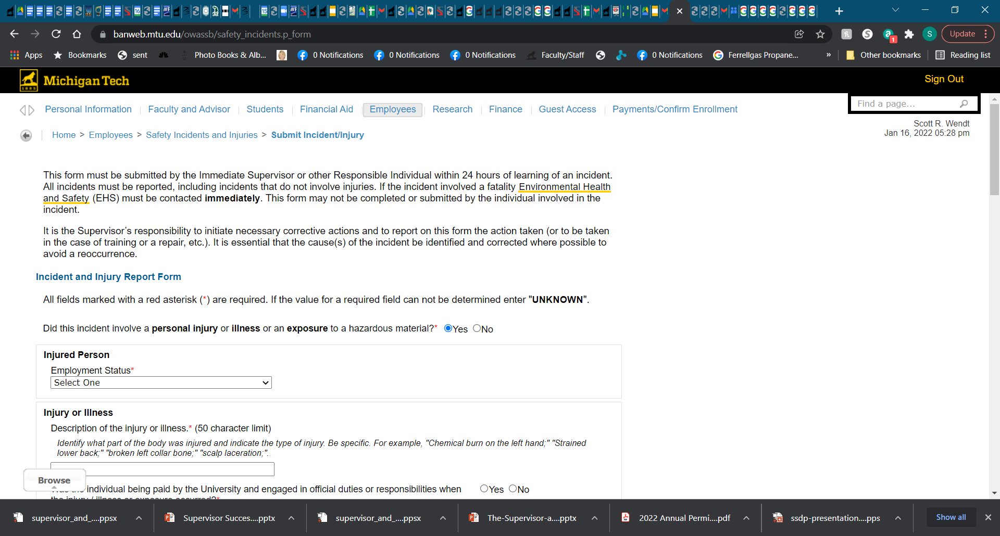 banweb.mtu.edu/owassb/safety_incidents.p_form
1
S
Update
Apps
Bookmarks
sent
Photo Books & Alb...
0 Notifications
0 Notifications
0 Notifications
Faculty/Staff
0 Notifications
Ferrellgas Propane...
»
Other bookmarks
Reading list
1885
Michigan Tech
Sign Out
Personal Information
Faculty and Advisor
Students
Financial Aid
Employees
Research
Finance
Guest Access
Payments/Confirm Enrollment
Find a page...
Scott R. Wendt
Jan 16, 2022 05:28 pm
Home > Employees > Safety Incidents and Injuries > Submit Incident/Injury
This form must be submitted by the Immediate Supervisor or other Responsible Individual within 24 hours of learning of an incident.
All incidents must be reported, including incidents that do not involve injuries. If the incident involved a fatality Environmental Health
and Safety (EHS) must be contacted immediately. This form may not be completed or submitted by the individual involved in the
incident.
It is the Supervisor's responsibility to initiate necessary corrective actions and to report on this form the action taken (or to be taken
in the case of training or a repair, etc.). It is essential that the cause(s) of the incident be identified and corrected where possible to
avoid a reoccurrence.
Incident and Injury Report Form
All fields marked with a red asterisk (*) are required. If the value for a required field can not be determined enter "UNKNOWN".
Did this incident involve a personal injury or illness or an exposure to a hazardous material?* Yes No
Injured Person
Employment Status*
Select One
Injury or Illness
Description of the injury or illness.* (50 character limit)
Identify what part of the body was injured and indicate the type of injury. Be specific. For example, "Chemical burn on the left hand;" "Strained
lower back;" "broken left collar bone;" "scalp laceration;".
Browse
individual being paid by the University and engaged in official duties or responsibilities when Yes No
supervisor_and_....ppsx
Supervisor Succes....pptx
supervisor_and_....ppsx
The-Supervisor-a....pptx
2022 Annual Permi....pdf
ssdp-presentation....pps
Show all